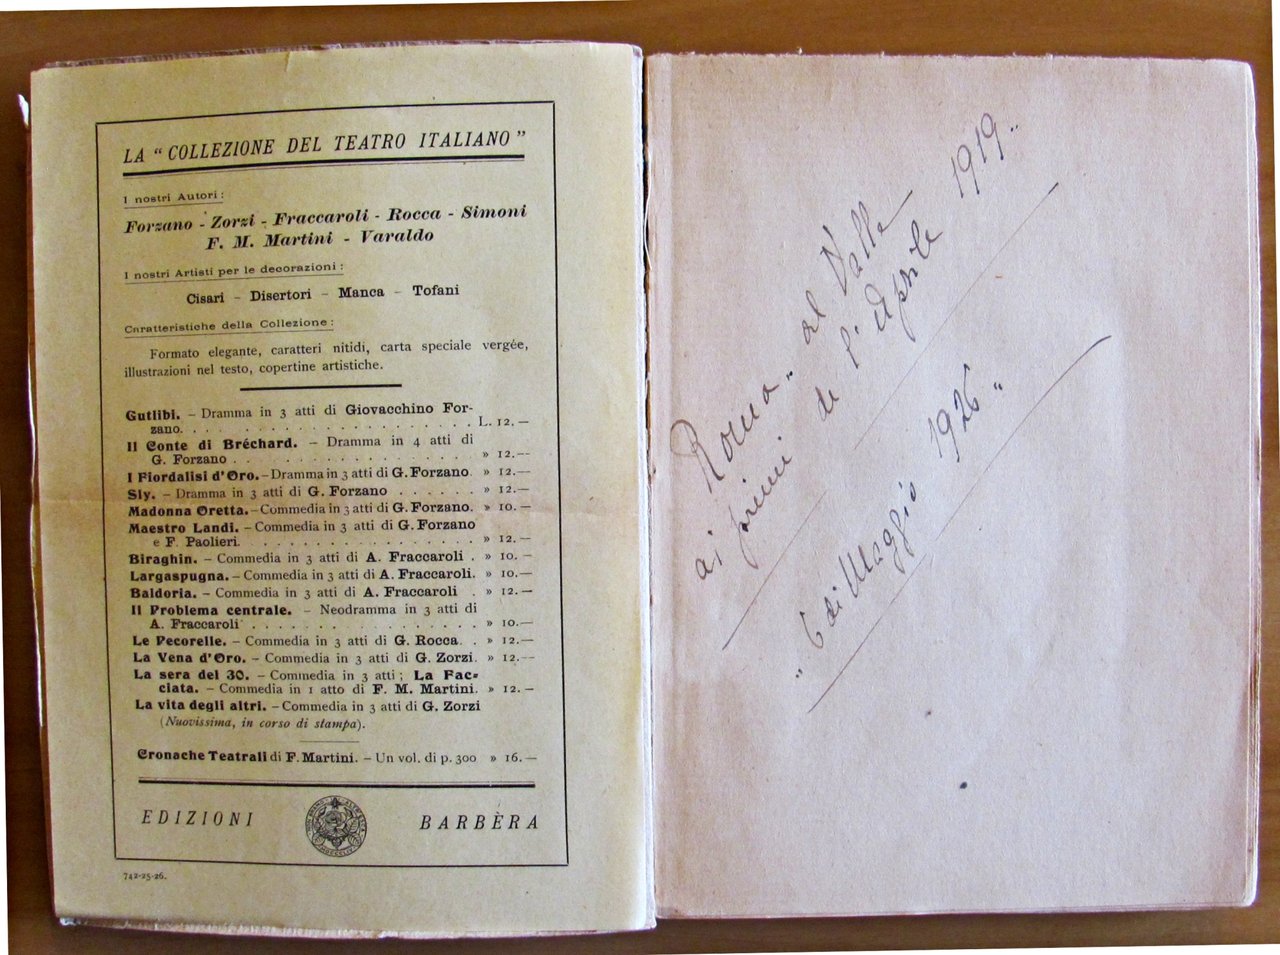 LA “ COLLEZIONE DEL TEATRO ITALIANO ”
I nostri Autori :
Forzano - Zorzi - Fraccaroli - Rocca - Simoni
F. M. Martini - Varaldo
I nostri Artisti per le decorazioni :
Cisari – Disertori – Manca – Tofani
Caratteristiche della Collezione :
Formato elegante, caratteri nitidi, carta speciale vergée,
illustrazioni nel testo, copertine artistiche.
Gutlibi. – Dramma in 3 atti di Giovacchino For-
zano. . . . . . . . . . . . . . . . . . . . . L. 12. —
Il Conte di Bréchard. – Dramma in 4 atti di
G. Forzano . . . . . . . . . . . . . . . . » 12. —
I Fiordalisi d'Oro. – Dramma in 3 atti di G. Forzano. » 12. —
Sly. – Dramma in 3 atti di G. Forzano . . . . . . » 12. —
Madonna Oretta. – Commedia in 3 atti di G. Forzano. » 10. —
Maestro Landi. – Commedia in 3 atti di G. Forzano
e F. Paolieri. . . . . . . . . . . . . . . . » 12. —
Biraghin. – Commedia in 3 atti di A. Fraccaroli . » 10. —
Largaspugna. – Commedia in 3 atti di A. Fraccaroli. » 10. —
Baldoria. – Commedia in 3 atti di A. Fraccaroli . » 12. —
Il Problema centrale. – Neodramma in 3 atti di
A. Fraccaroli . . . . . . . . . . . . . . . » 10. —
Le Pecorelle. – Commedia in 3 atti di G. Rocca. . » 12. —
La Vena d'Oro. – Commedia in 3 atti di G. Zorzi. » 12. —
La sera del 30. – Commedia in 3 atti ; La Fac-
ciata. – Commedia in 1 atto di F. M. Martini. » 12. —
La vita degli altri. – Commedia in 3 atti di G. Zorzi
(Nuovissima, in corso di stampa).
Cronache Teatrali di F. Martini. – Un vol. di p. 300 » 16. —
EDIZIONI BARBÈRA
742-25-26.
Roma „ al Valle
ai primi de l'Aprile 1919 „
„ 6 di Maggio 1926 „